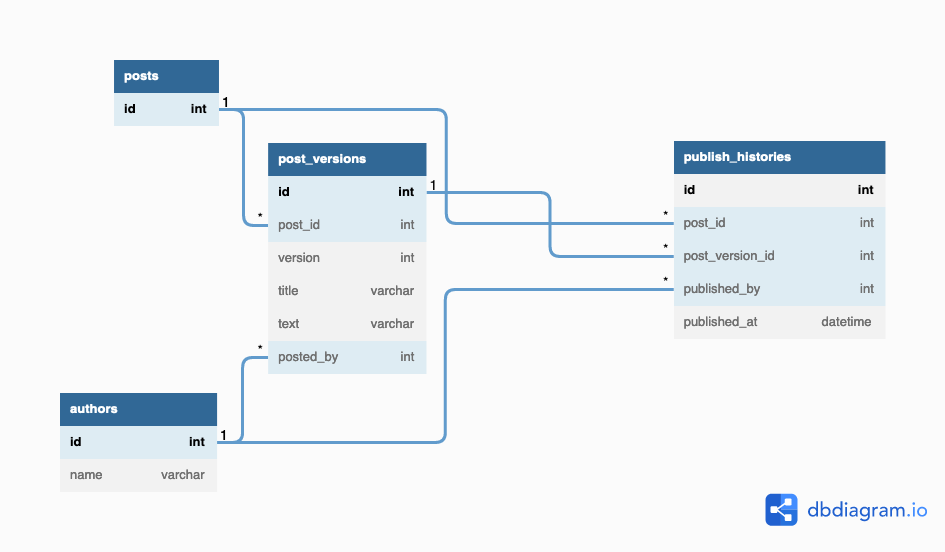 posts
id int
1
post_versions
id int
1
* post_id int
version int
title varchar
text varchar
* posted_by int
publish_histories
id int
* post_id int
* post_version_id int
* published_by int
published_at datetime
authors
id int
1
name varchar
dbdiagram.io